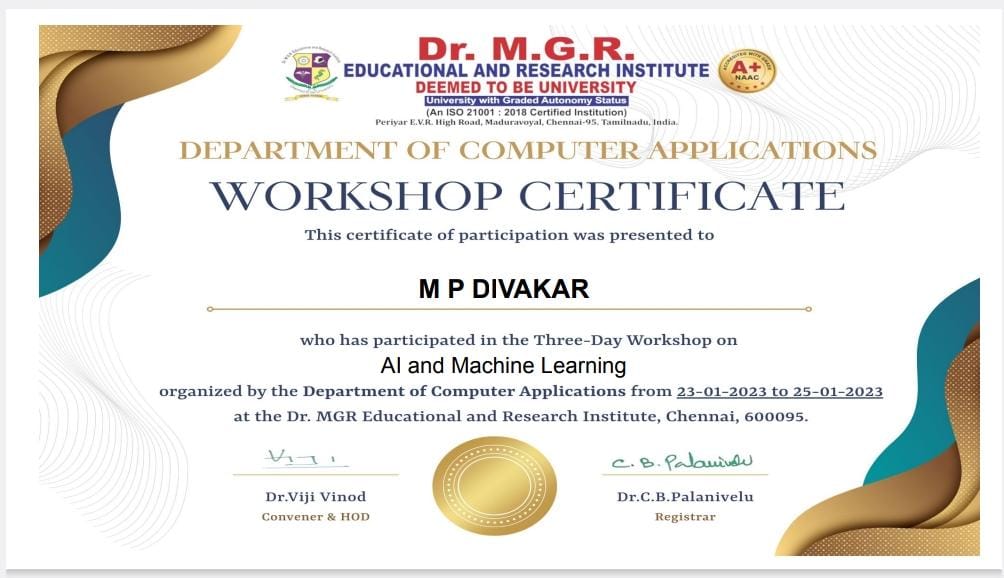 Dr. M.G.R.
EDUCATIONAL AND RESEARCH INSTITUTE
DEEMED TO BE UNIVERSITY
University with Graded Autonomy Status
(An ISO 21001 : 2018 Certified Institution)
Periyar E.V.R. High Road, Maduravoyal, Chennai-95. Tamilnadu, India.
ACCREDITED WITH GRADE
A+
NAAC
DEPARTMENT OF COMPUTER APPLICATIONS
WORKSHOP CERTIFICATE
This certificate of participation was presented to
M P DIVAKAR
who has participated in the Three-Day Workshop on
AI and Machine Learning
organized by the Department of Computer Applications from 23-01-2023 to 25-01-2023
at the Dr. MGR Educational and Research Institute, Chennai, 600095.
C. B. Palanivelu
Dr.Viji Vinod
Dr.C.B.Palanivelu
Convener & HOD
Registrar